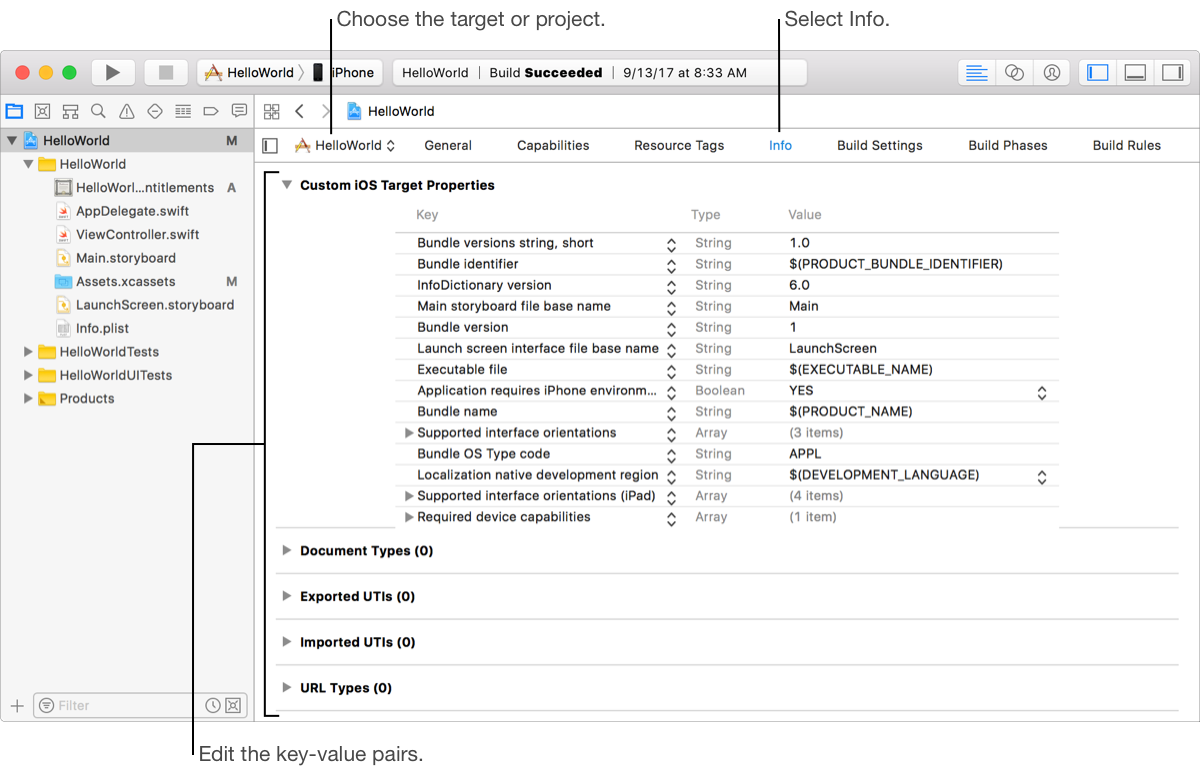 Choose the target or project.
Select Info.
HelloWorld
iPhone
HelloWorld | Build Succeeded | 9/13/17 at 8:33 AM
HelloWorld
HelloWorld M
HelloWorld General Capabilities Resource Tags Info Build Settings Build Phases Build Rules
HelloWorld
HelloWorl...ntitlements A
AppDelegate.swift
ViewController.swift
Main.storyboard
Assets.xcassets M
LaunchScreen.storyboard
Info.plist
HelloWorldTests
HelloWorldUITests
Products
Filter
Custom iOS Target Properties
Key Type Value
Bundle versions string, short String 1.0
Bundle identifier String $(PRODUCT_BUNDLE_IDENTIFIER)
InfoDictionary version String 6.0
Main storyboard file base name String Main
Bundle version String 1
Launch screen interface file base name String LaunchScreen
Executable file String $(EXECUTABLE_NAME)
Application requires iPhone environm... Boolean YES
Bundle name String $(PRODUCT_NAME)
Supported interface orientations Array (3 items)
Bundle OS Type code String APPL
Localization native development region String $(DEVELOPMENT_LANGUAGE)
Supported interface orientations (iPad) Array (4 items)
Required device capabilities Array (1 item)
Document Types (0)
Exported UTIs (0)
Imported UTIs (0)
URL Types (0)
Edit the key-value pairs.